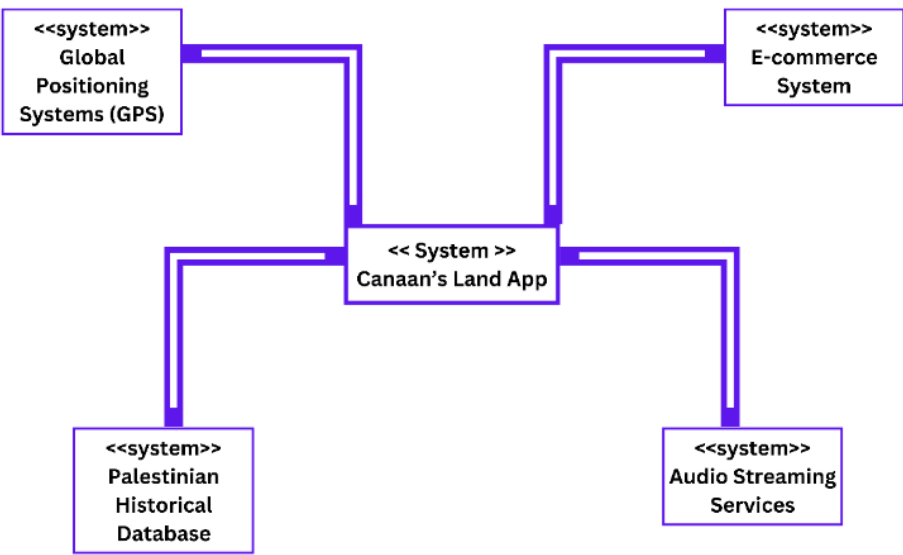 <<system>>
Global
Positioning
Systems (GPS)
<<system>>
E-commerce
System
<< System >>
Canaan’s Land App
<<system>>
Palestinian
Historical
Database
<<system>>
Audio Streaming
Services